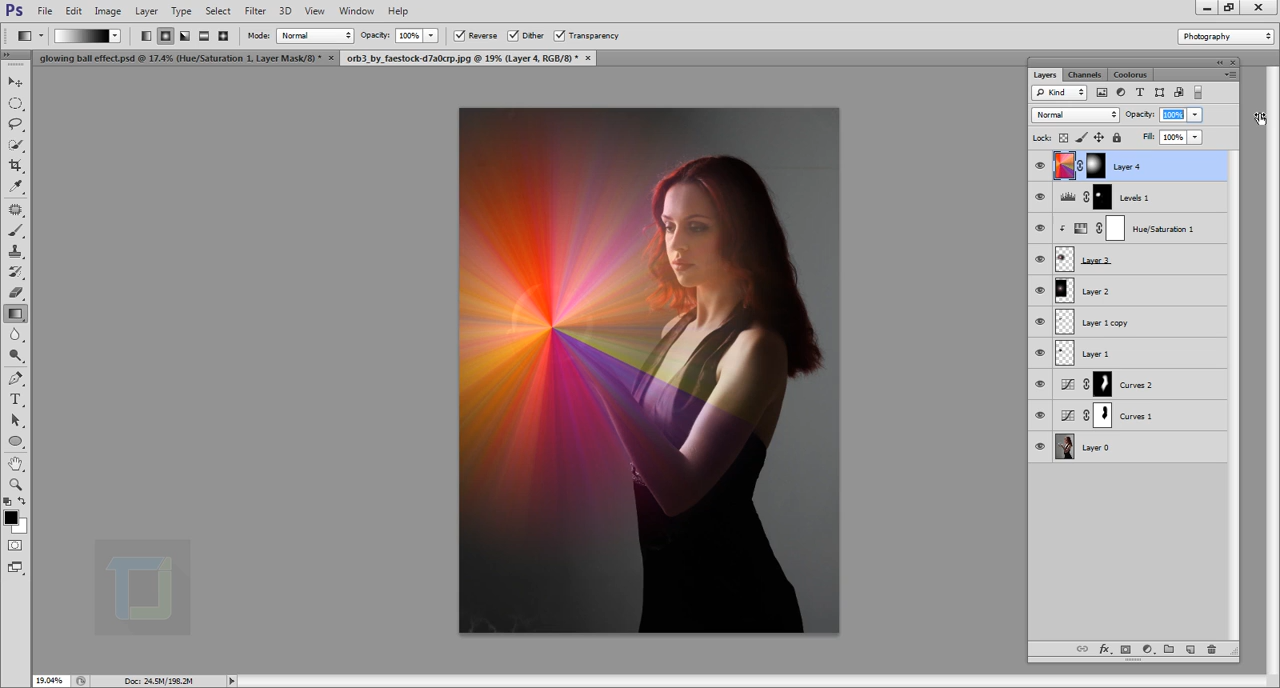 Ps File Edit Image Layer Type Select Filter 3D View Window Help
Mode: Normal Opacity: 100% Reverse Dither Transparency Photography
glowing ball effect.psd @ 17.4% (Hue/Saturation 1, Layer Mask/8) * × orb3_by_faestock-d7a0crp.jpg @ 19% (Layer 4, RGB/8) * ×
Layers Channels Coolorus
Kind
Normal Opacity: 100%
Lock: Fill: 100%
Layer 4
Levels 1
Hue/Saturation 1
Layer 3
Layer 2
Layer 1 copy
Layer 1
Curves 2
Curves 1
Layer 0
fx
19.04% Doc: 24.5M/198.2M